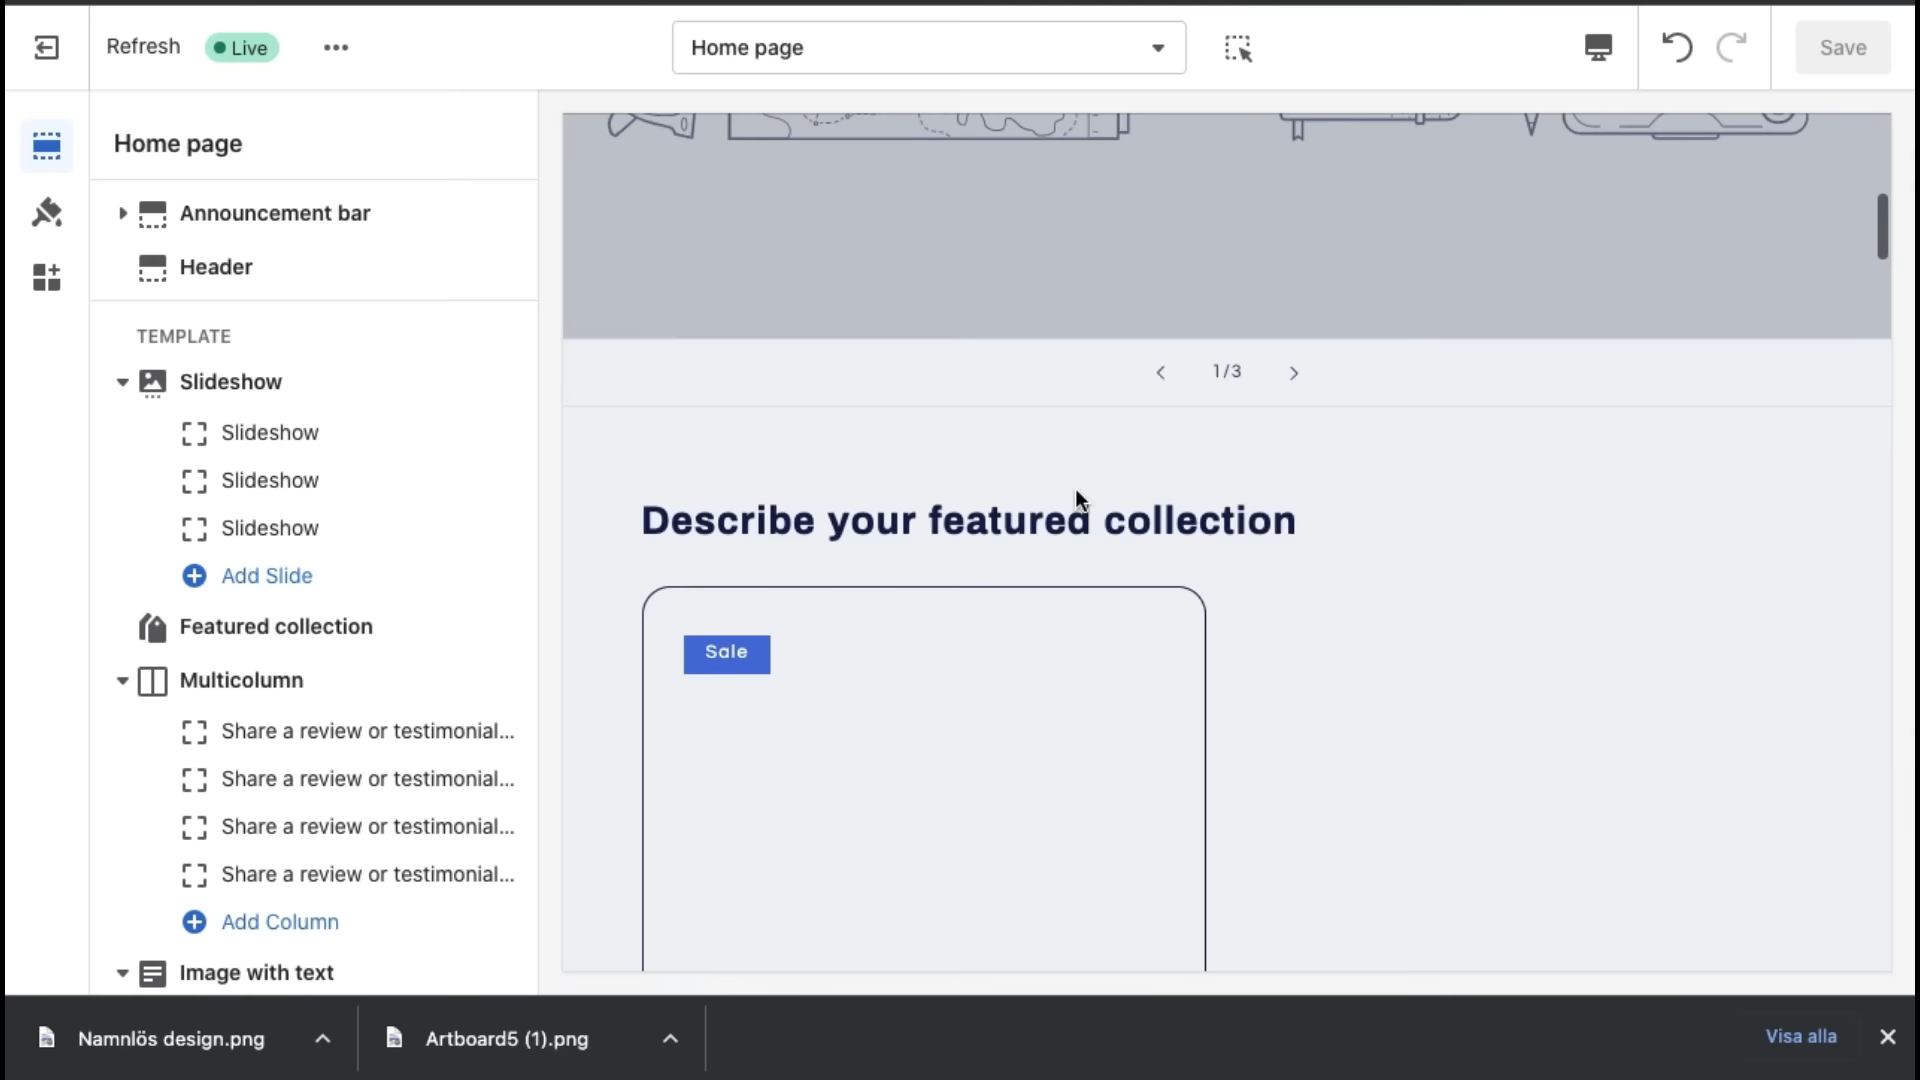 Refresh
Live
Home page
Save
Home page
Announcement bar
Header
TEMPLATE
Slideshow
Slideshow
Slideshow
Slideshow
Add Slide
Featured collection
Multicolumn
Share a review or testimonial...
Share a review or testimonial...
Share a review or testimonial...
Share a review or testimonial...
Add Column
Image with text
1/3
Describe your featured collection
Sale
Namnlös design.png
Artboard5 (1).png
Visa alla